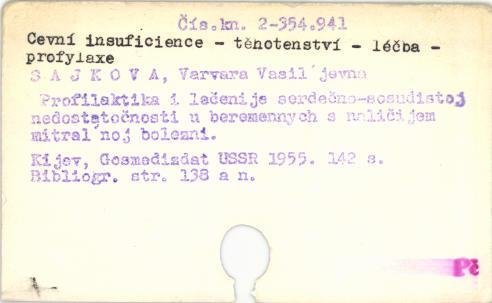 Čís.kn. 2-354.941
Cevní insuficience - těhotenství - léčba -
profylaxe
S A J K O V A, Varvara Vasil´jevna
Profilaktika i lečenije serdečno-sosudistoj
nedostatočnosti u beremennych s naličijem
mitral´noj bolezni.
Kijev, Gosmedizdat USSR 1955. 142 s.
Bibliogr. str. 138 a n.
Pč